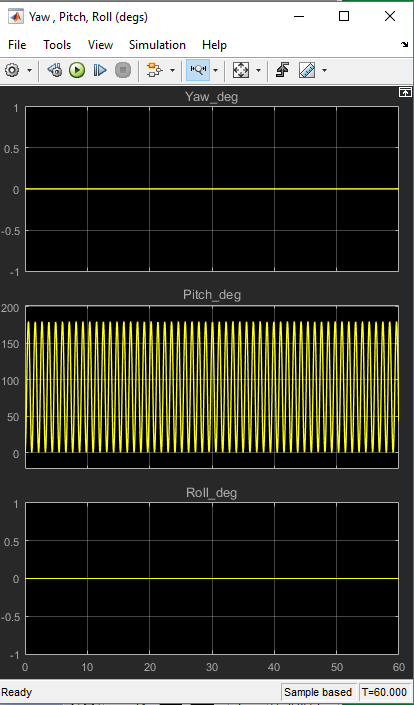 Yaw , Pitch, Roll (degs)
File Tools View Simulation Help
Yaw_deg
1
0.5
0
-0.5
-1
Pitch_deg
200
150
100
50
0
Roll_deg
1
0.5
0
-0.5
-1
0 10 20 30 40 50 60
Ready Sample based T=60.000